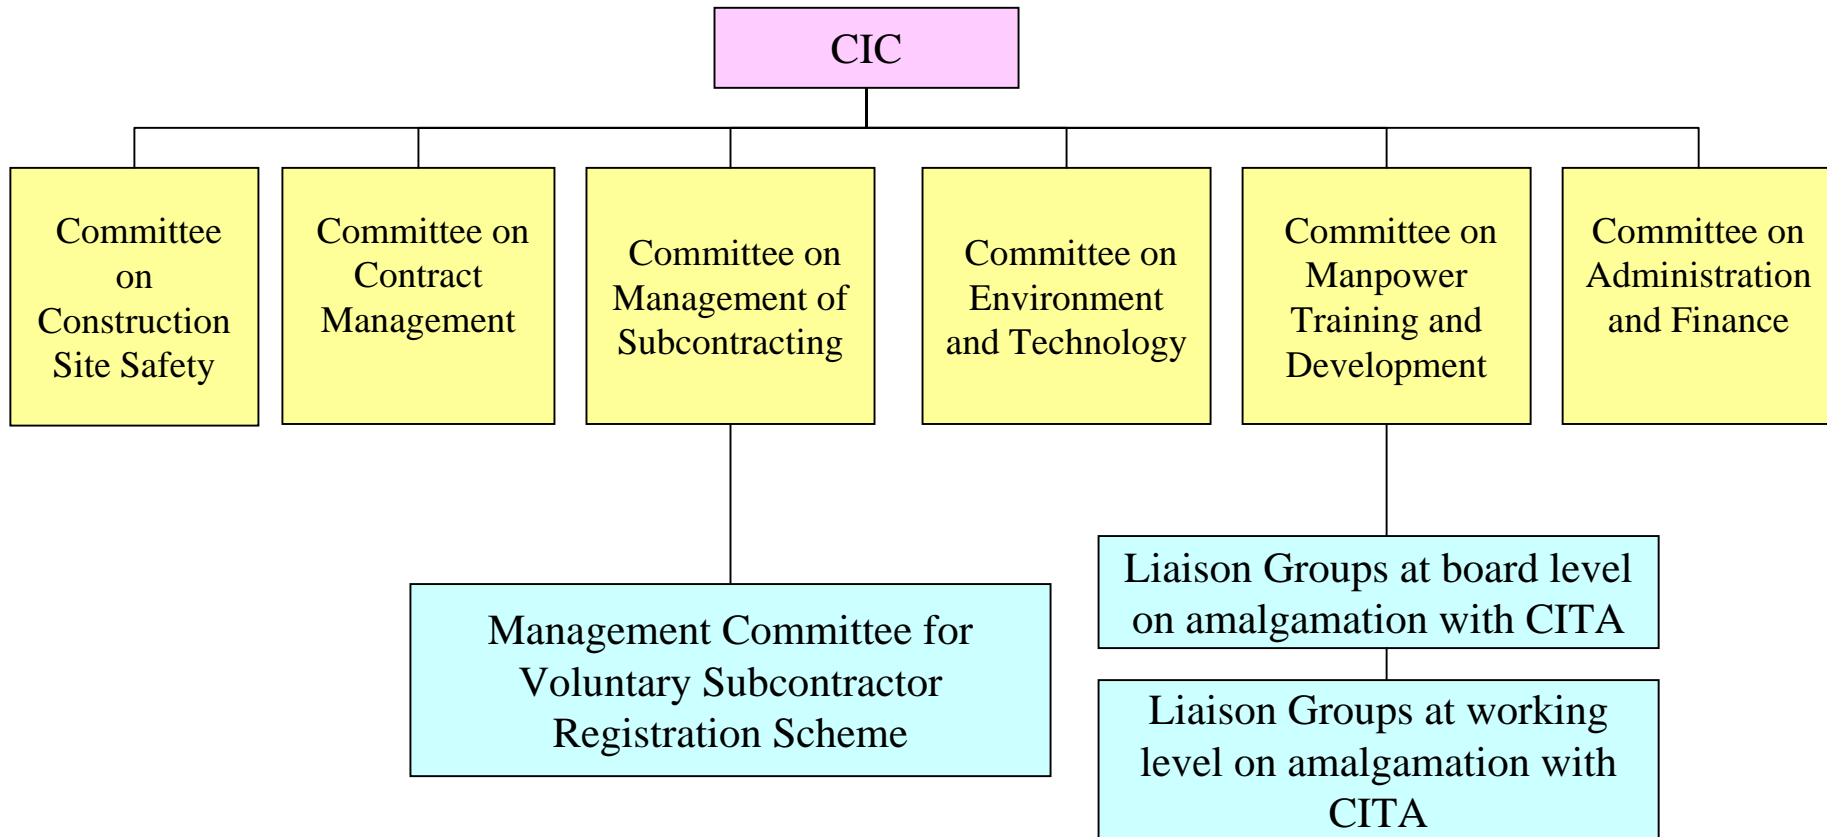 CIC
Committee
on
Construction
Site Safety
Committee on
Contract
Management
Committee on
Management of
Subcontracting
Committee on
Environment
and Technology
Committee on
Manpower
Training and
Development
Committee on
Administration
and Finance
Management Committee for
Voluntary Subcontractor
Registration Scheme
Liaison Groups at board level
on amalgamation with CITA
Liaison Groups at working
level on amalgamation with
CITA